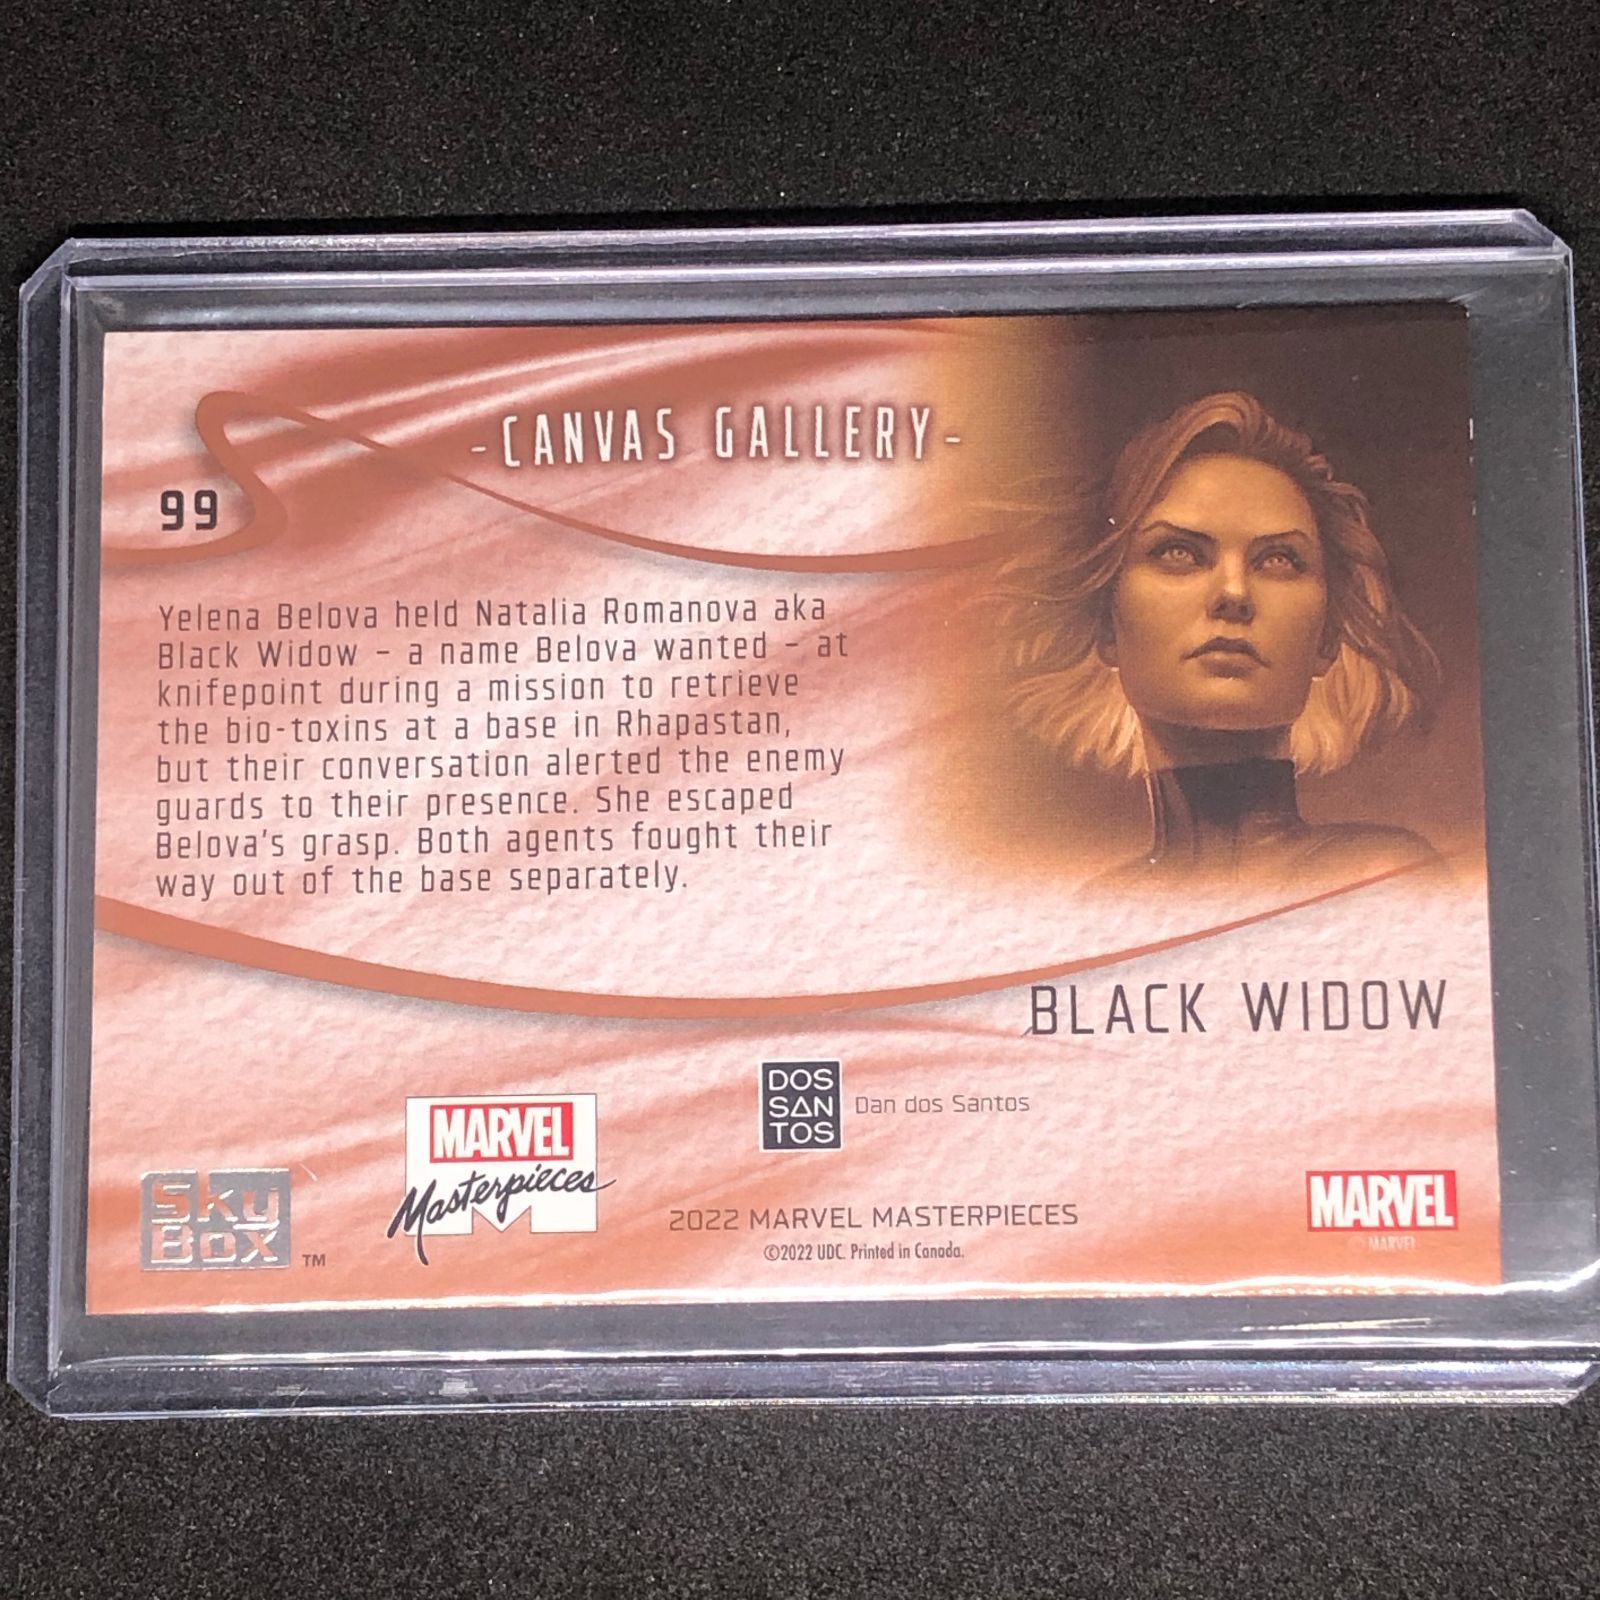 -CANVAS GALLERY-
99
Yelena Belova held Natalia Romanova aka
Black Widow – a name Belova wanted – at
knifepoint during a mission to retrieve
the bio-toxins at a base in Rhapastan,
but their conversation alerted the enemy
guards to their presence. She escaped
Belova's grasp. Both agents fought their
way out of the base separately.
BLACK WIDOW
DOS
SAN
TOS
Dan dos Santos
MARVEL
Masterpieces
SkyBox
TM
2022 MARVEL MASTERPIECES
©2022 UDC. Printed in Canada.
MARVEL
© MARVEL